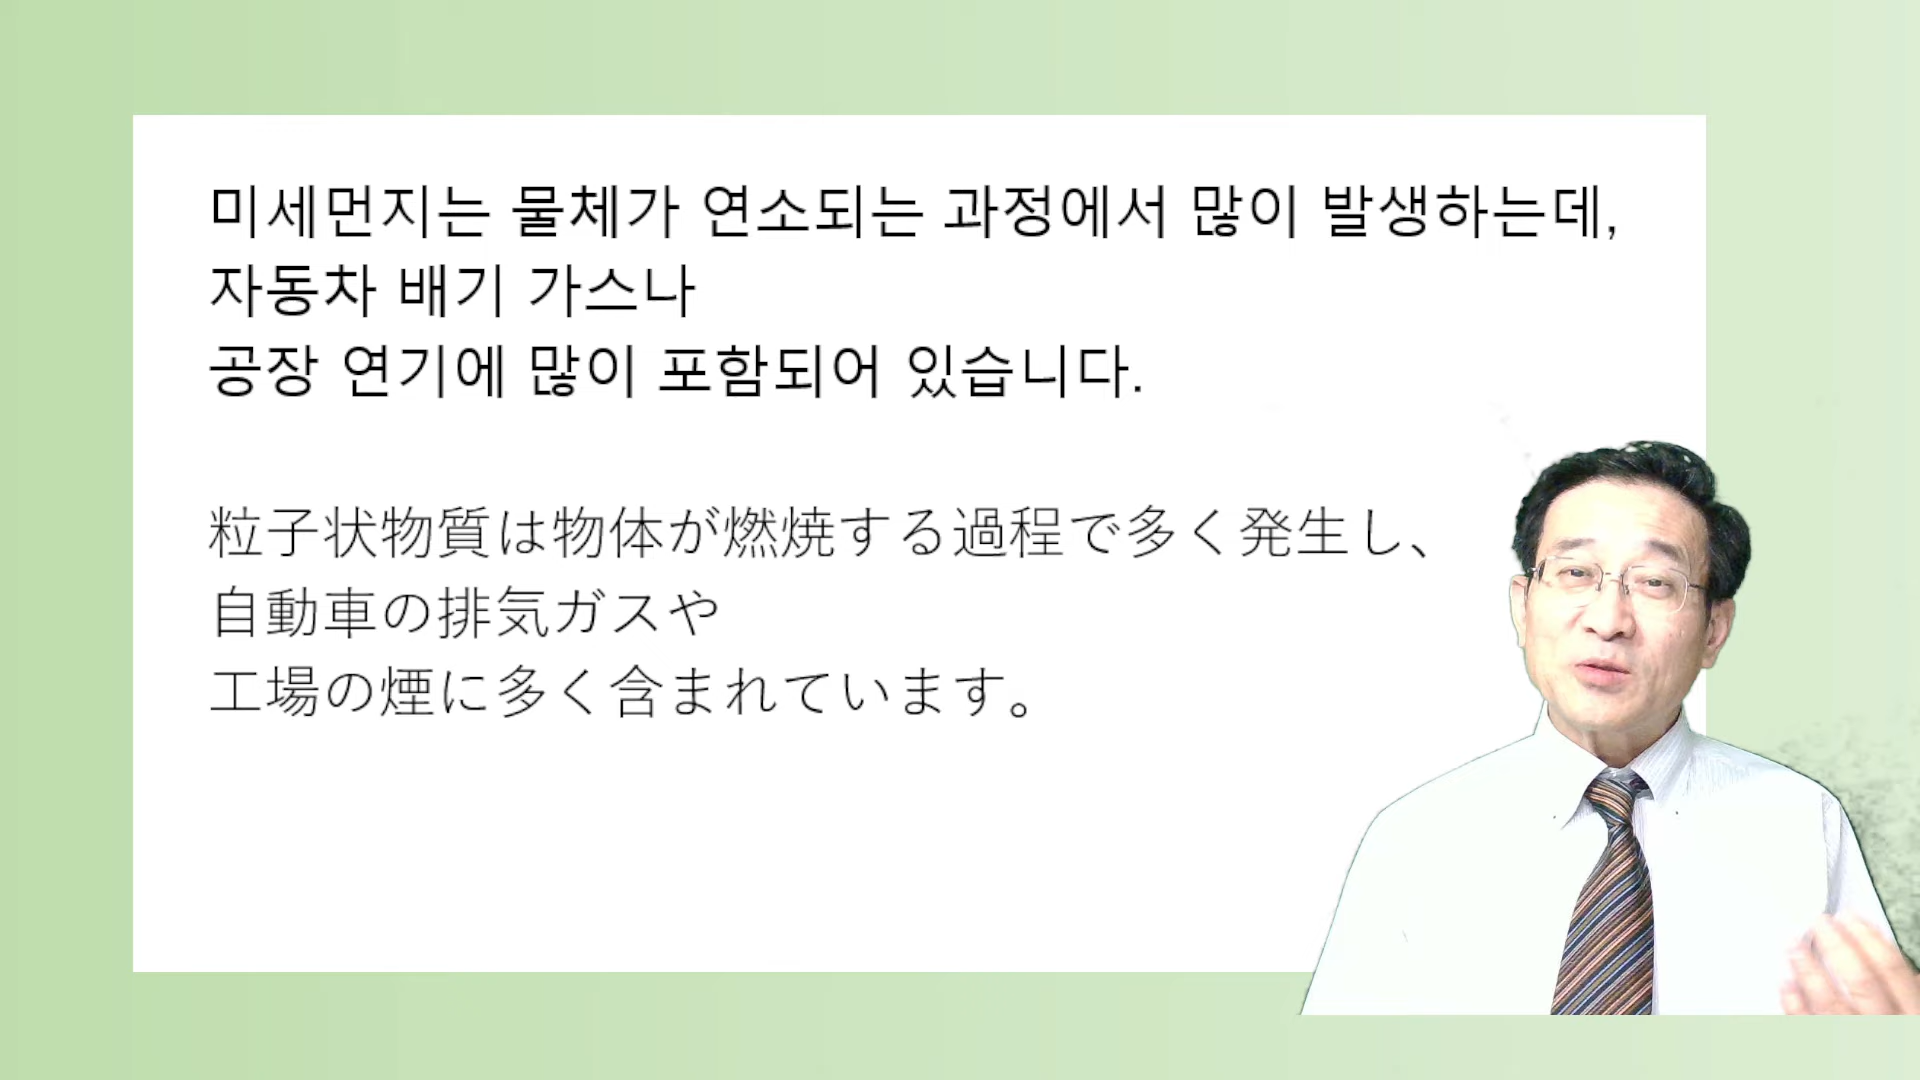 미세먼지는 물체가 연소되는 과정에서 많이 발생하는데,
자동차 배기 가스나
공장 연기에 많이 포함되어 있습니다.
粒子状物質は物体が燃焼する過程で多く発生し、
自動車の排気ガスや
工場の煙に多く含まれています。